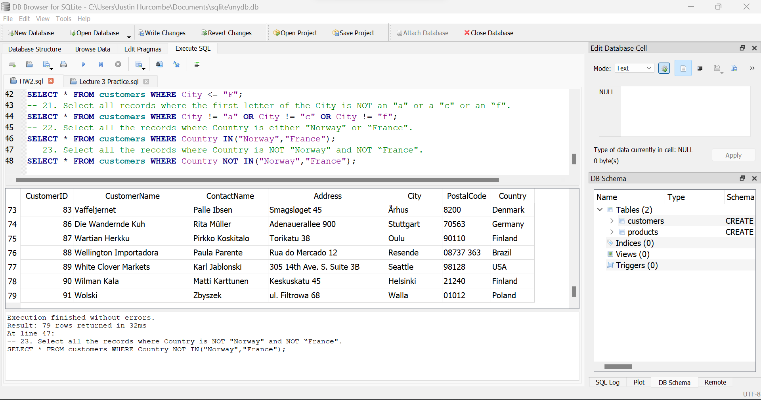 DB Browser for SQLite - C:\Users\Justin Hurcombe\Documents\sqlite\mydb.db
File Edit View Tools Help
New Database Open Database Write Changes Revert Changes Open Project Save Project Attach Database Close Database
Database Structure Browse Data Edit Pragmas Execute SQL
HW2.sql Lecture 3 Practice.sql
42 SELECT * FROM customers WHERE City <= "F";
43 -- 21. Select all records where the first letter of the City is NOT an "a" or a "c" or an "f".
44 SELECT * FROM customers WHERE City != "a" OR City != "c" OR City != "f";
45 -- 22. Select all the records where Country is either "Norway" or "France".
46 SELECT * FROM customers WHERE Country IN("Norway","France");
47 23. Select all the records where Country is NOT "Norway" and NOT "France".
48 SELECT * FROM customers WHERE Country NOT IN("Norway","France");
CustomerID CustomerName ContactName Address City PostalCode Country
73 83 Vaffeljernet Palle Ibsen Smagsløget 45 Århus 8200 Denmark
74 86 Die Wandernde Kuh Rita Müller Adenauerallee 900 Stuttgart 70563 Germany
75 87 Wartian Herkku Pirkko Koskitalo Torikatu 38 Oulu 90110 Finland
76 88 Wellington Importadora Paula Parente Rua do Mercado 12 Resende 08737 363 Brazil
77 89 White Clover Markets Karl Jablonski 305 14th Ave. S. Suite 3B Seattle 98128 USA
78 90 Wilman Kala Matti Karttunen Keskuskatu 45 Helsinki 21240 Finland
79 91 Wolski Zbyszek ul. Filtrowa 68 Walla 01012 Poland
Execution finished without errors.
Result: 79 rows returned in 32ms
At line 47:
-- 23. Select all the records where Country is NOT "Norway" and NOT "France".
SELECT * FROM customers WHERE Country NOT IN("Norway","France");
Edit Database Cell
Mode: Text
NULL
Type of data currently in cell: NULL
0 byte(s)
Apply
DB Schema
Name Type Schema
Tables (2)
customers CREATE
products CREATE
Indices (0)
Views (0)
Triggers (0)
SQL Log Plot DB Schema Remote
UTF-8